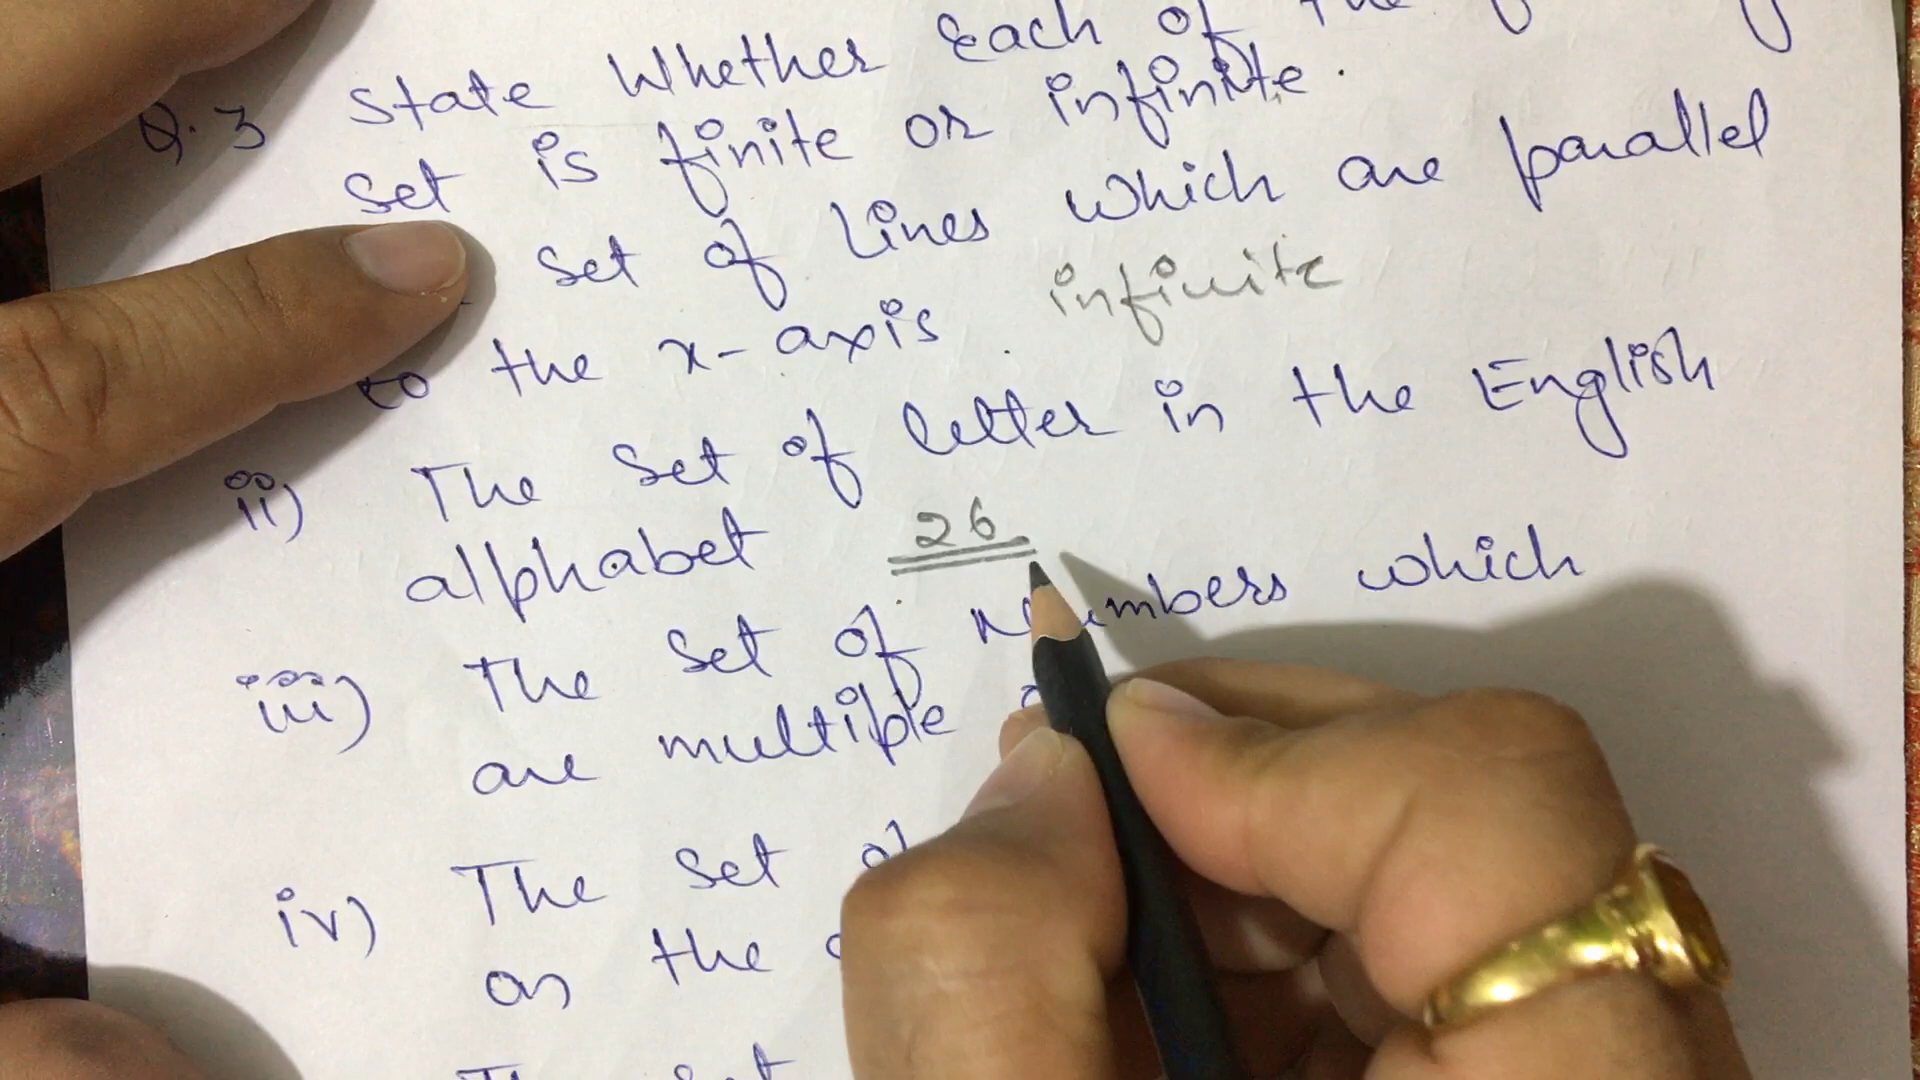 Q.3 State Whether Each of
set is finite or infinite.
set of lines which are parallel
to the x-axis infinite
ii) The set of letter in the English
alphabet 26
iii) The set of numbers which
are multiple
iv) The set of
on the
set